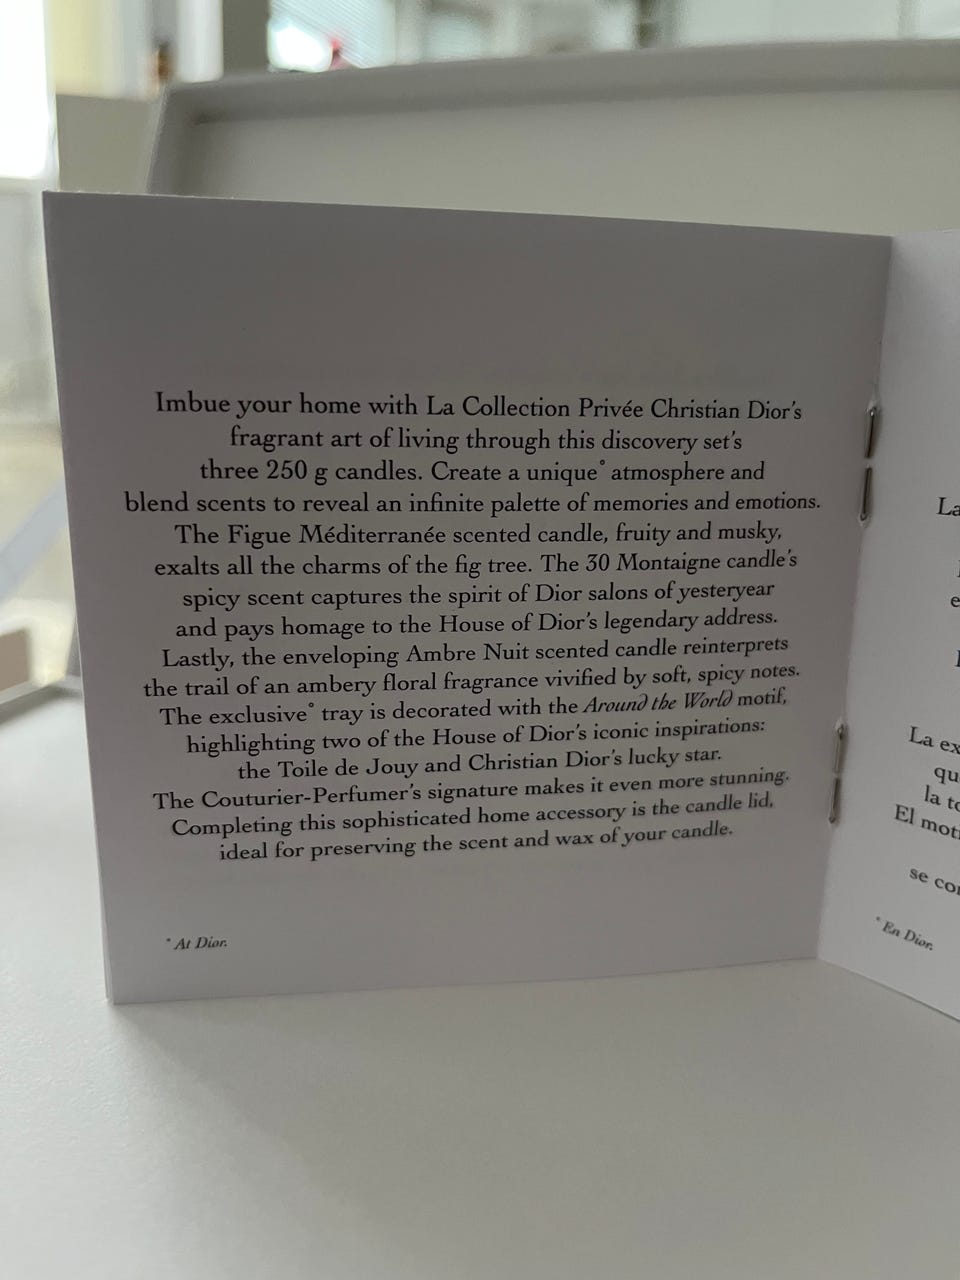 Imbue your home with La Collection Privée Christian Dior's
fragrant art of living through this discovery set's
three 250 g candles. Create a unique* atmosphere and
blend scents to reveal an infinite palette of memories and emotions.
The Figue Méditerranée scented candle, fruity and musky,
exalts all the charms of the fig tree. The 30 Montaigne candle's
spicy scent captures the spirit of Dior salons of yesteryear
and pays homage to the House of Dior's legendary address.
Lastly, the enveloping Ambre Nuit scented candle reinterprets
the trail of an ambery floral fragrance vivified by soft, spicy notes.
The exclusive* tray is decorated with the Around the World motif,
highlighting two of the House of Dior's iconic inspirations:
the Toile de Jouy and Christian Dior's lucky star.
The Couturier-Perfumer's signature makes it even more stunning.
Completing this sophisticated home accessory is the candle lid,
ideal for preserving the scent and wax of your candle.
* At Dior.
La
La
la
El
se
* En Dior.